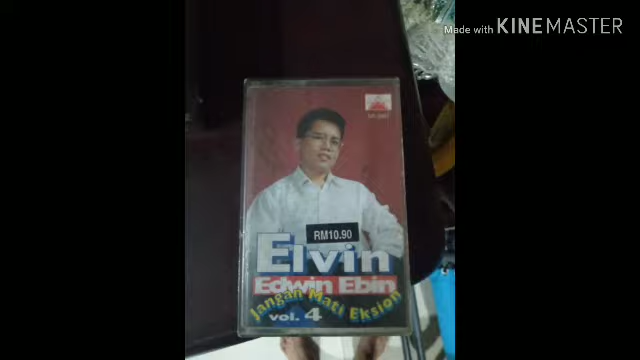 Made with KINEMASTER
RM10.90
Elvin
Edwin Ebin
Jangan Mati Eksion
vol. 4